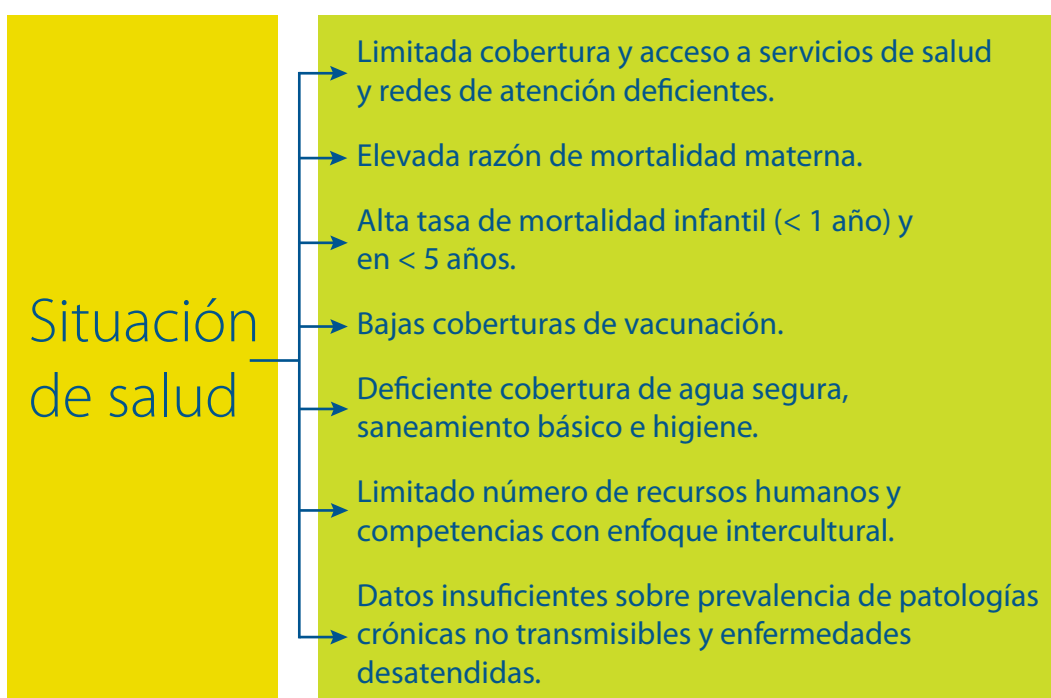 Situación
de salud
Limitada cobertura y acceso a servicios de salud
y redes de atención deficientes.
Elevada razón de mortalidad materna.
Alta tasa de mortalidad infantil (< 1 año) y
en < 5 años.
Bajas coberturas de vacunación.
Deficiente cobertura de agua segura,
saneamiento básico e higiene.
Limitado número de recursos humanos y
competencias con enfoque intercultural.
Datos insuficientes sobre prevalencia de patologías
crónicas no transmisibles y enfermedades
desatendidas.